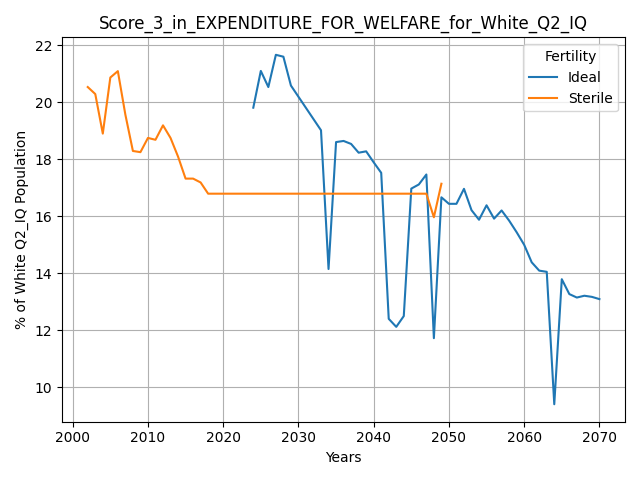 Score_3_in_EXPENDITURE_FOR_WELFARE_for_White_Q2_IQ
Fertility
Ideal
Sterile
% of White Q2_IQ Population
22
20
18
16
14
12
10
2000 2010 2020 2030 2040 2050 2060 2070
Years